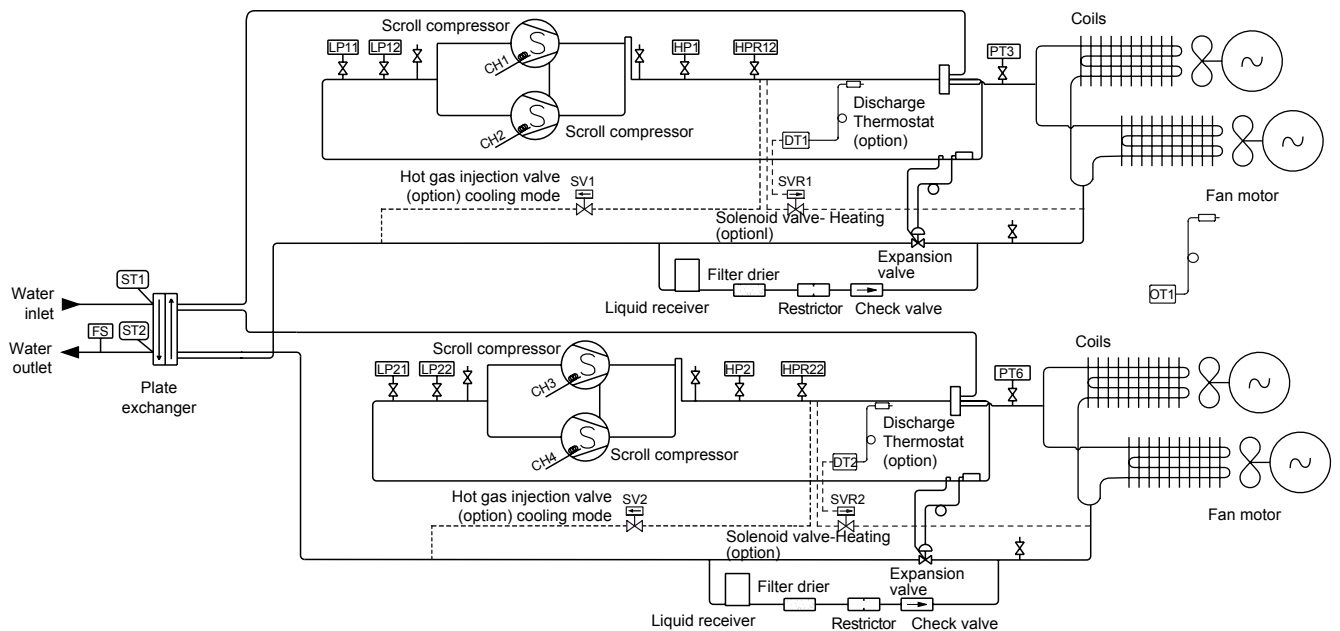 Scroll compressor
Coils
LP11
LP12
CH1
HP1
HPR12
PT3
CH2
Scroll compressor
DT1
Discharge
Thermostat
(option)
Hot gas injection valve
(option) cooling mode
SV1
SVR1
Solenoid valve- Heating
(optionl)
Fan motor
Expansion
valve
Filter drier
Liquid receiver
Restrictor
Check valve
OT1
ST1
Water
inlet
FS
ST2
Water
outlet
Plate
exchanger
Scroll compressor
Coils
LP21
LP22
CH3
HP2
HPR22
PT6
CH4
Scroll compressor
DT2
Discharge
Thermostat
(option)
Hot gas injection valve
(option) cooling mode
SV2
SVR2
Solenoid valve-Heating
(option)
Fan motor
Expansion
valve
Filter drier
Liquid receiver
Restrictor
Check valve